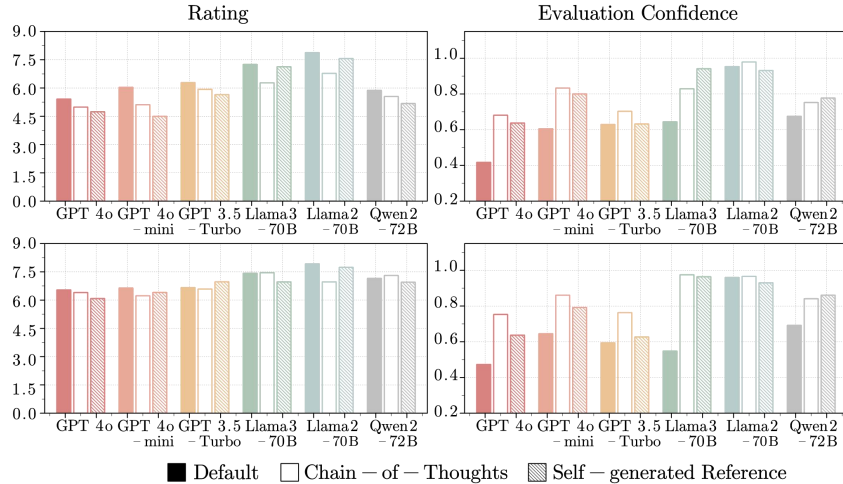 Rating
Evaluation Confidence
9.0
7.5
6.0
4.5
3.0
1.5
0.0
GPT 4o
GPT 4o
－mini
GPT 3.5
－Turbo
Llama3
－70B
Llama2
－70B
Qwen2
－72B
1.0
0.8
0.6
0.4
0.2
GPT 4o
GPT 4o
－mini
GPT 3.5
－Turbo
Llama3
－70B
Llama2
－70B
Qwen2
－72B
9.0
7.5
6.0
4.5
3.0
1.5
0.0
GPT 4o
GPT 4o
－mini
GPT 3.5
－Turbo
Llama3
－70B
Llama2
－70B
Qwen2
－72B
1.0
0.8
0.6
0.4
0.2
GPT 4o
GPT 4o
－mini
GPT 3.5
－Turbo
Llama3
－70B
Llama2
－70B
Qwen2
－72B
Default Chain－of－Thoughts Self－generated Reference